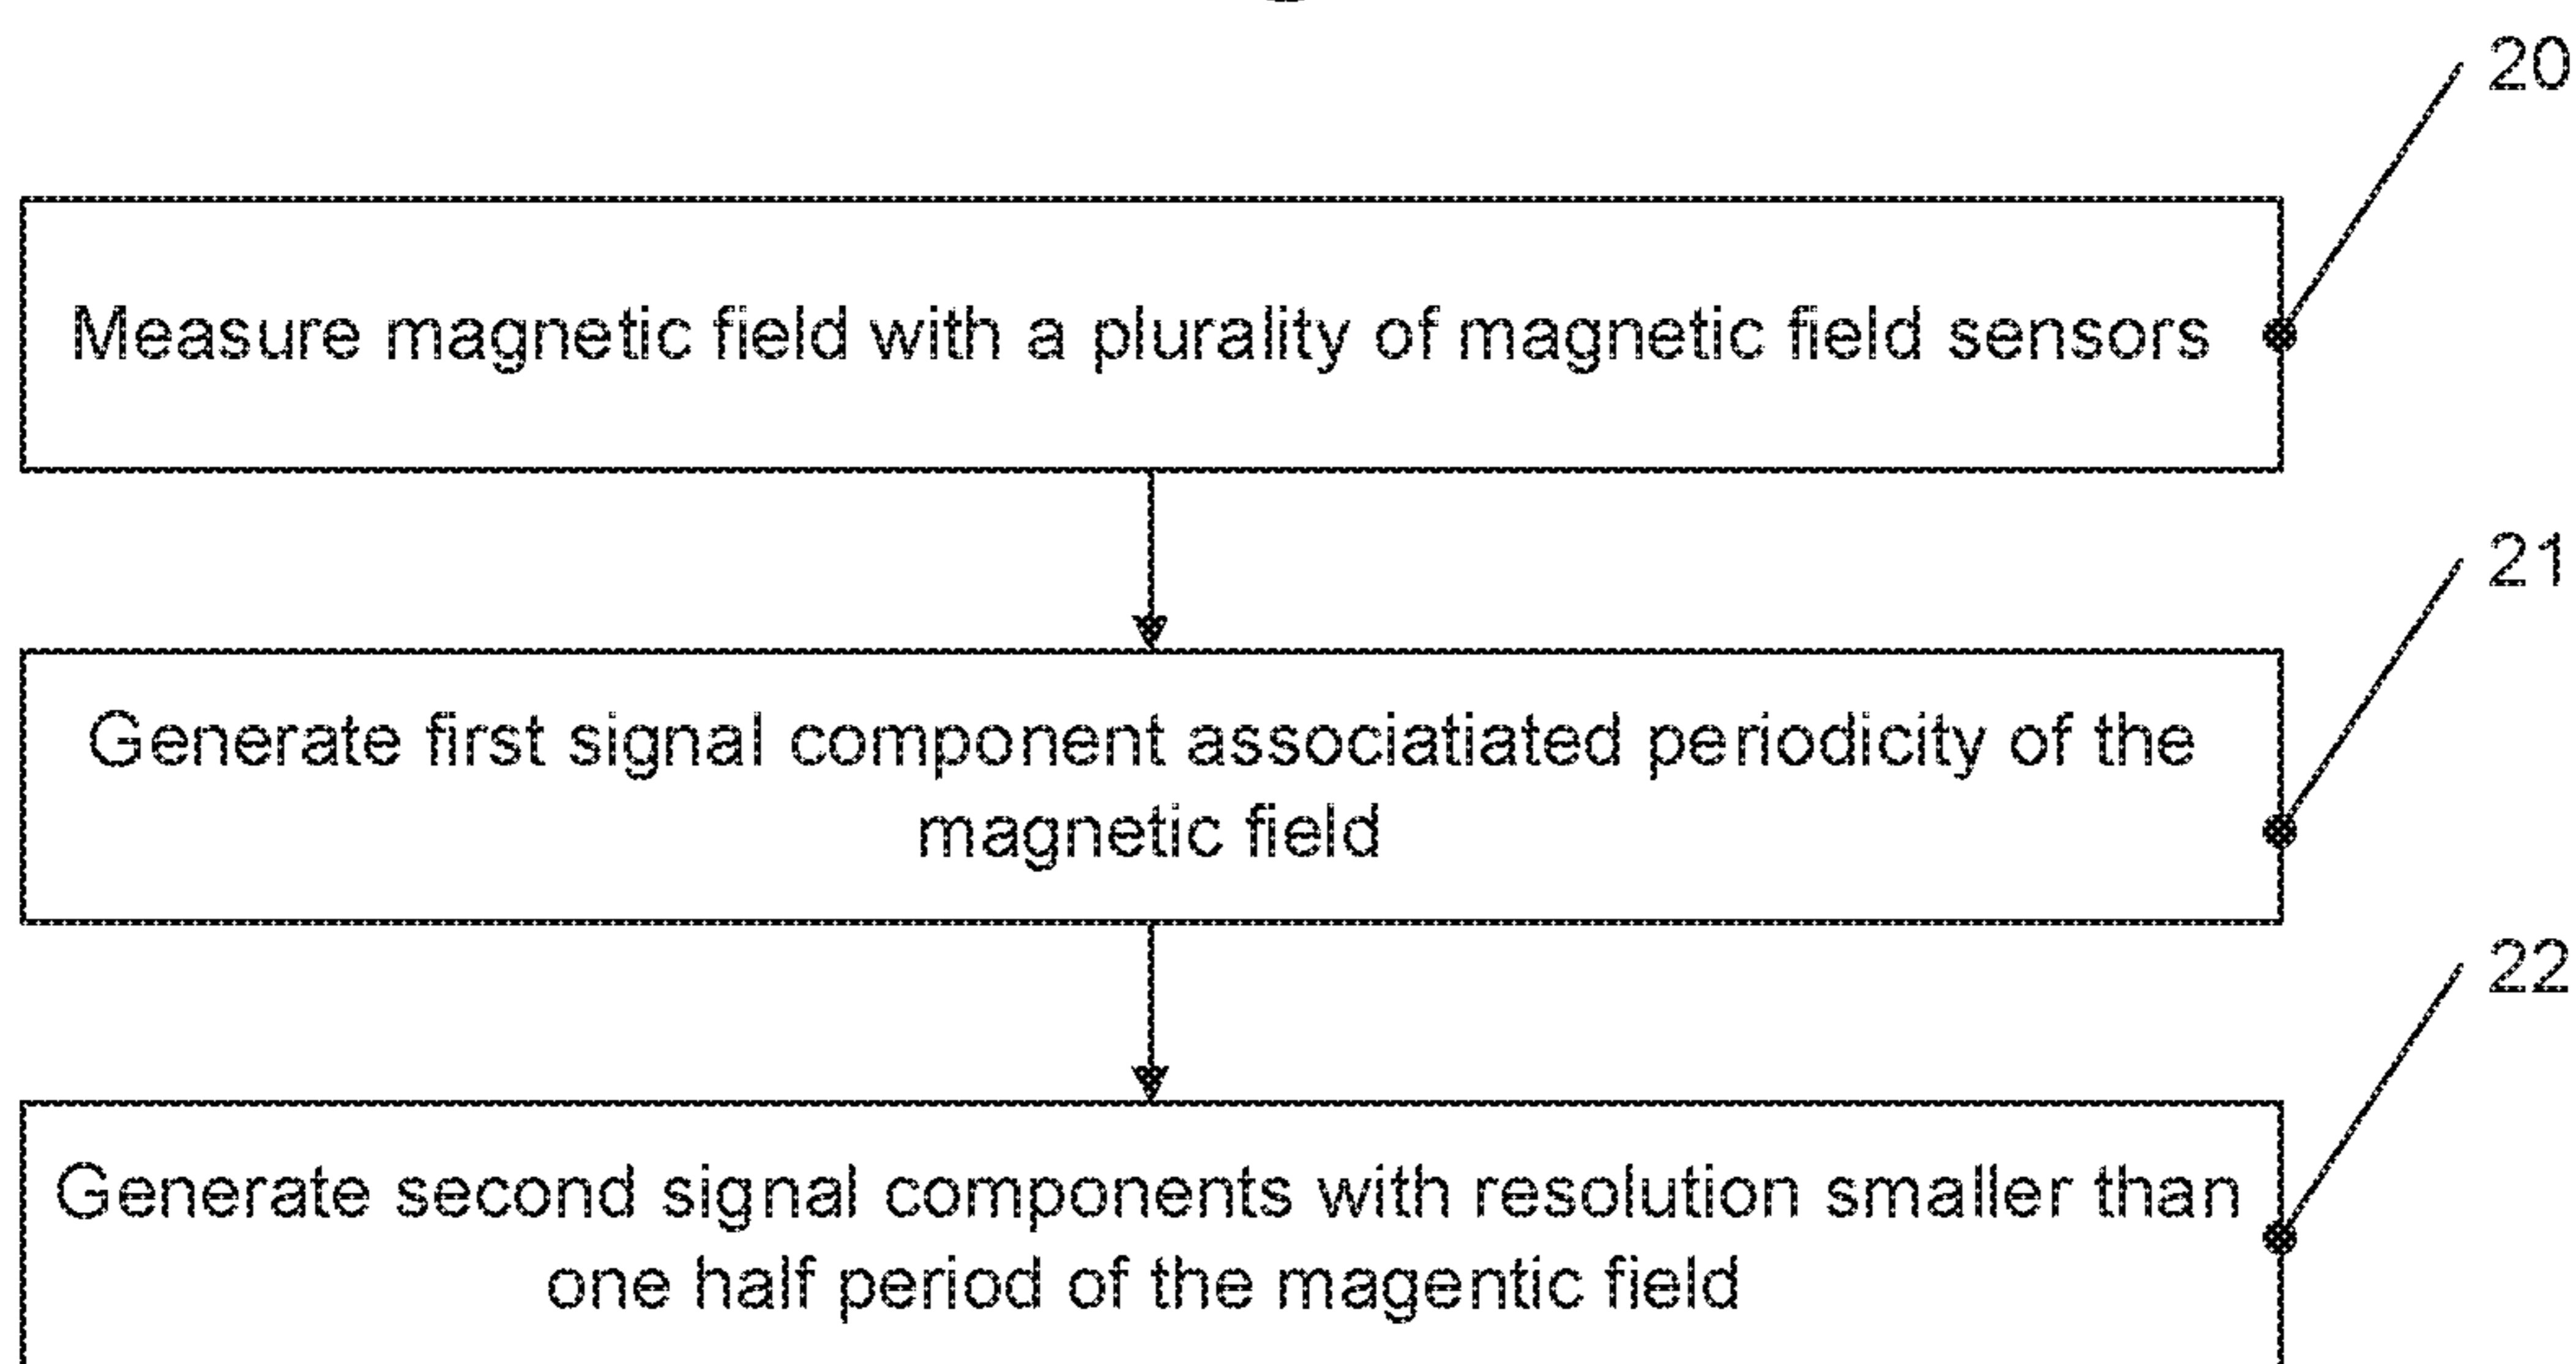 20
Measure magnetic field with a plurality of magnetic field sensors
21
Generate first signal component associatiated periodicity of the
magnetic field
22
Generate second signal components with resolution smaller than
one half period of the magentic field